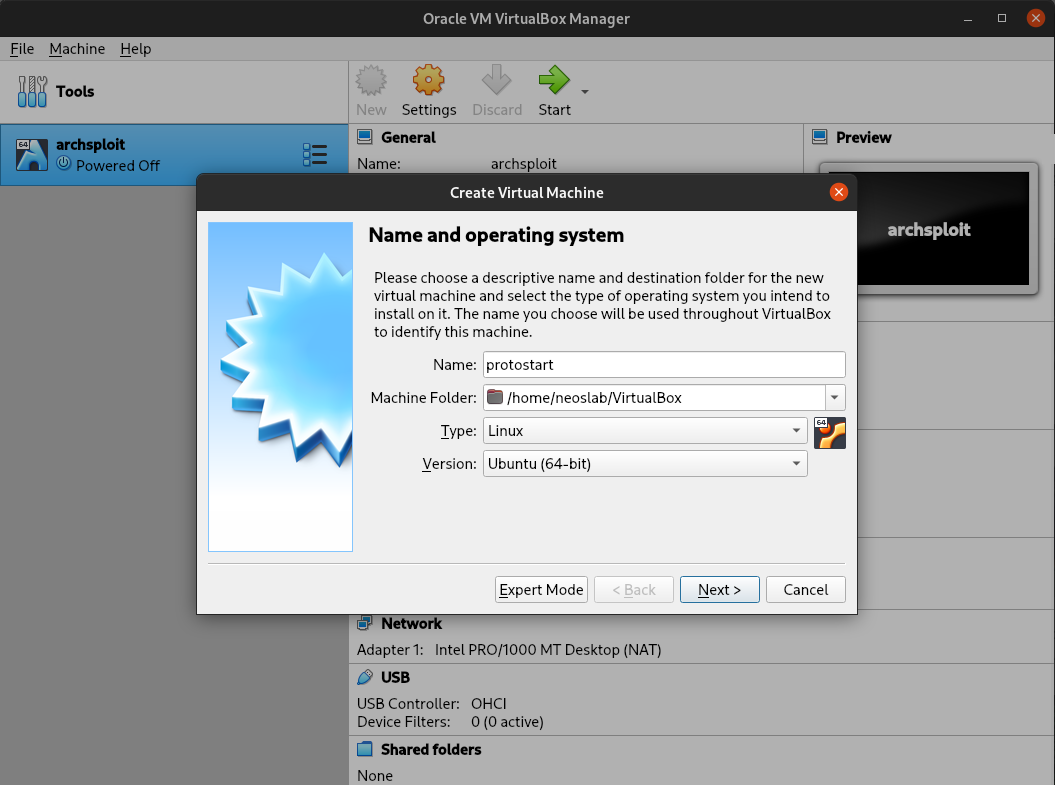 Oracle VM VirtualBox Manager
File Machine Help
Tools
New Settings Discard Start
64
archsploit
Powered Off
General
Name: archsploit
Preview
archsploit
Create Virtual Machine
Name and operating system
Please choose a descriptive name and destination folder for the new
virtual machine and select the type of operating system you intend to
install on it. The name you choose will be used throughout VirtualBox
to identify this machine.
Name: protostart
Machine Folder: /home/neoslab/VirtualBox
Type: Linux
64
Version: Ubuntu (64-bit)
Expert Mode < Back Next > Cancel
Network
Adapter 1: Intel PRO/1000 MT Desktop (NAT)
USB
USB Controller: OHCI
Device Filters: 0 (0 active)
Shared folders
None